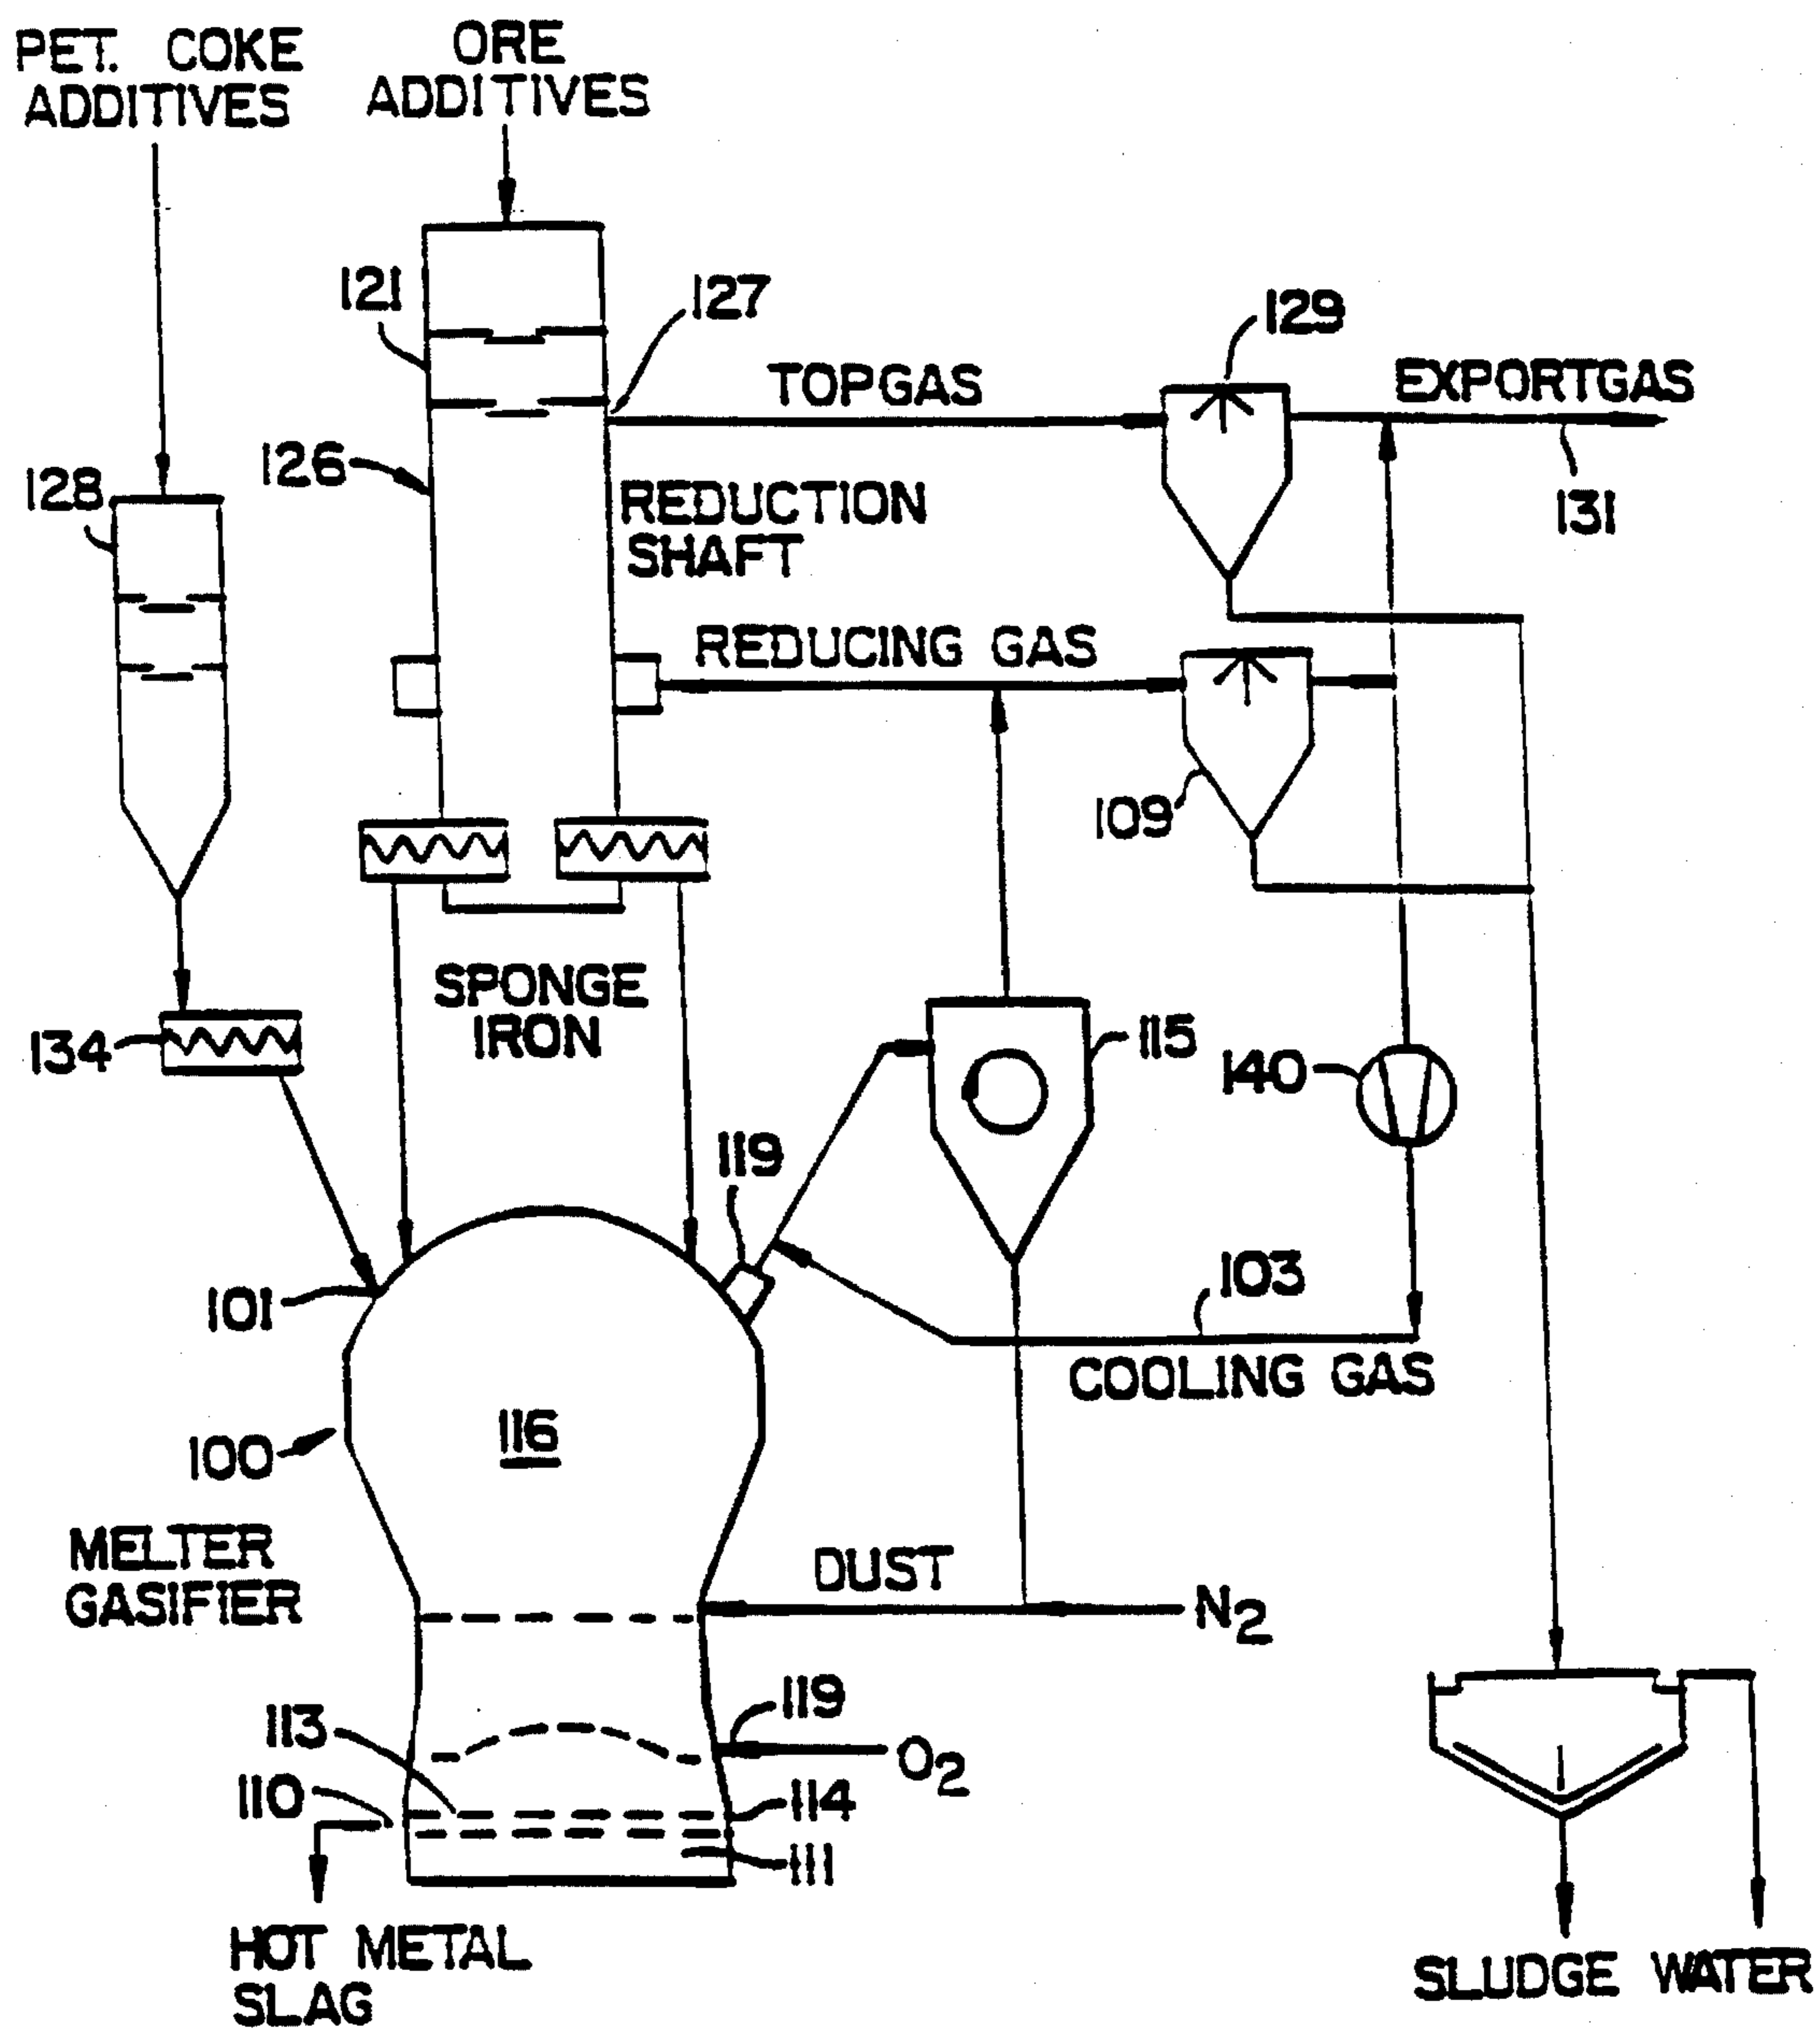 PET. COKE
ADDITIVES
ORE
ADDITIVES
121
127
129
TOPGAS
EXPORTGAS
126
128
REDUCTION
SHAFT
131
REDUCING GAS
109
SPONGE
IRON
134
115
140
119
101
103
COOLING GAS
100
116
MELTER
GASIFIER
DUST
N2
113
119
O2
110
114
111
HOT METAL
SLAG
SLUDGE WATER